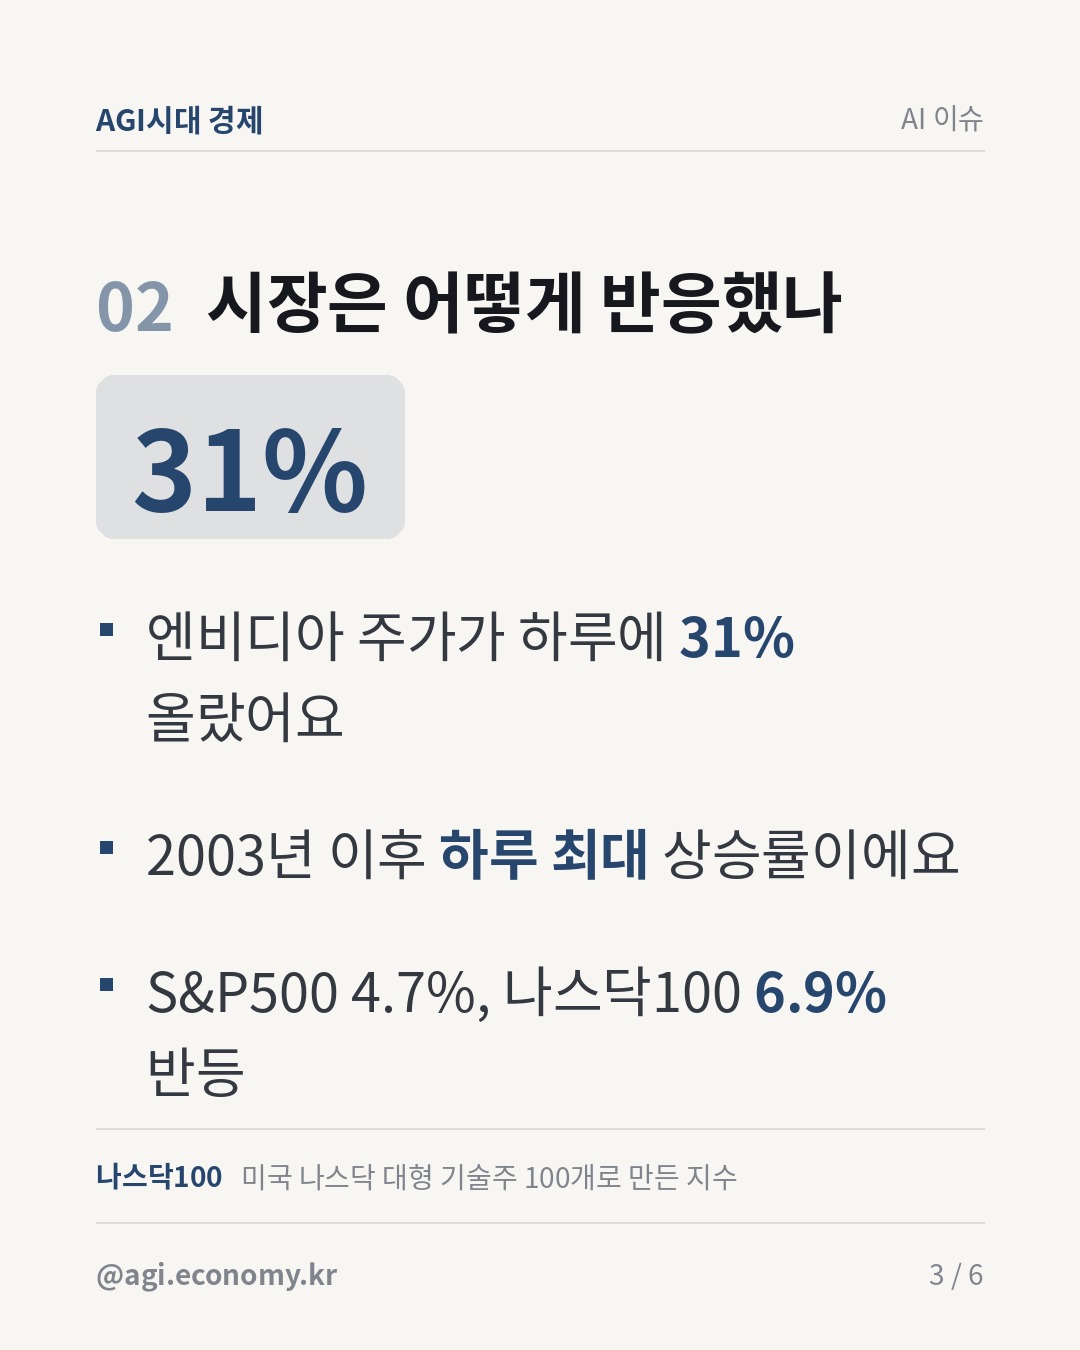 AGI시대 경제
AI 이슈
02 시장은 어떻게 반응했나
31%
▪ 엔비디아 주가가 하루에 31%
올랐어요
▪ 2003년 이후 하루 최대 상승률이에요
▪ S&P500 4.7%, 나스닥100 6.9%
반등
나스닥100 미국 나스닥 대형 기술주 100개로 만든 지수
@agi.economy.kr
3 / 6